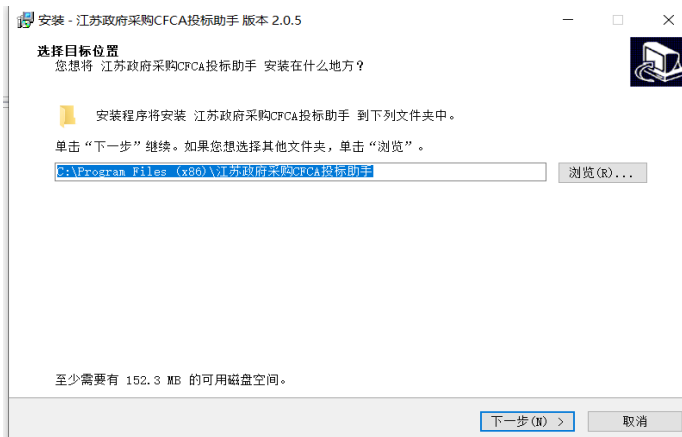 安装 - 江苏政府采购CFCA投标助手 版本 2.0.5
选择目标位置
您想将 江苏政府采购CFCA投标助手 安装在什么地方?
安装程序将安装 江苏政府采购CFCA投标助手 到下列文件夹中。
单击“下一步”继续。如果您想选择其他文件夹，单击“浏览”。
C:\Program Files (x86)\江苏政府采购CFCA投标助手
浏览(R)...
至少需要有 152.3 MB 的可用磁盘空间。
下一步(N) >
取消